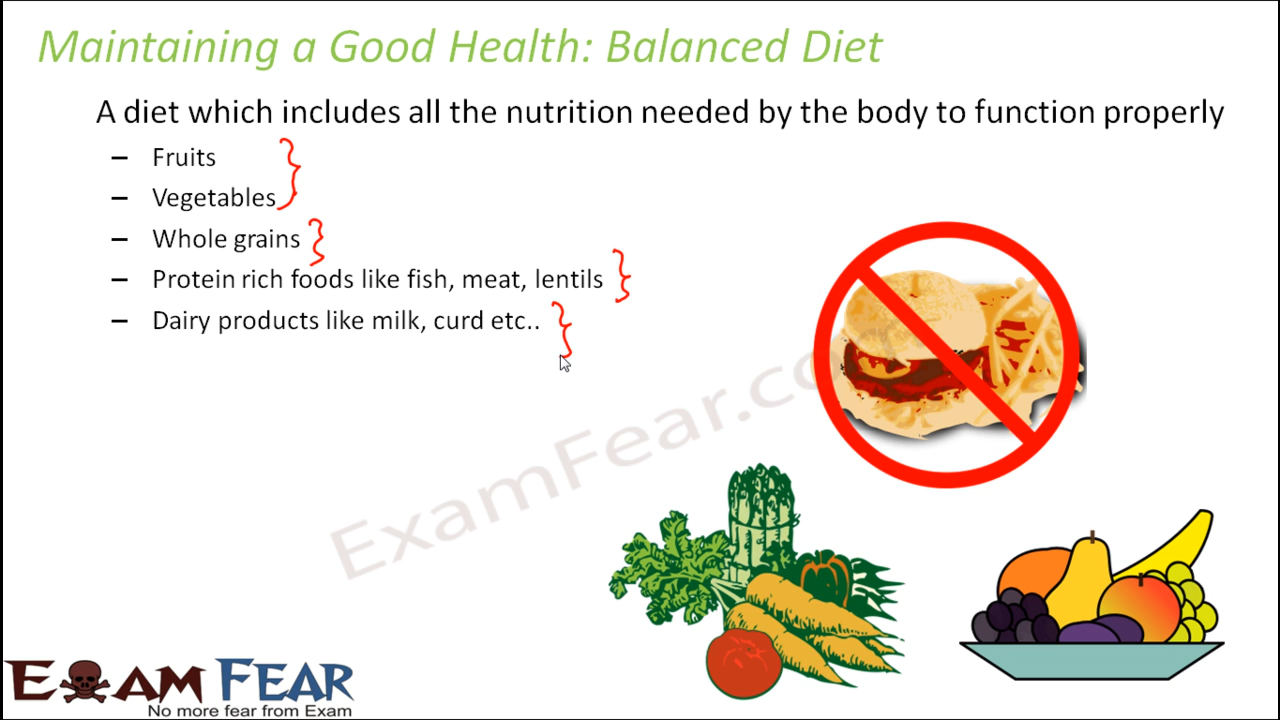 Maintaining a Good Health: Balanced Diet
A diet which includes all the nutrition needed by the body to function properly
– Fruits
– Vegetables
– Whole grains
– Protein rich foods like fish, meat, lentils
– Dairy products like milk, curd etc..
ExamFear.com
EXAM FEAR
No more fear from Exam